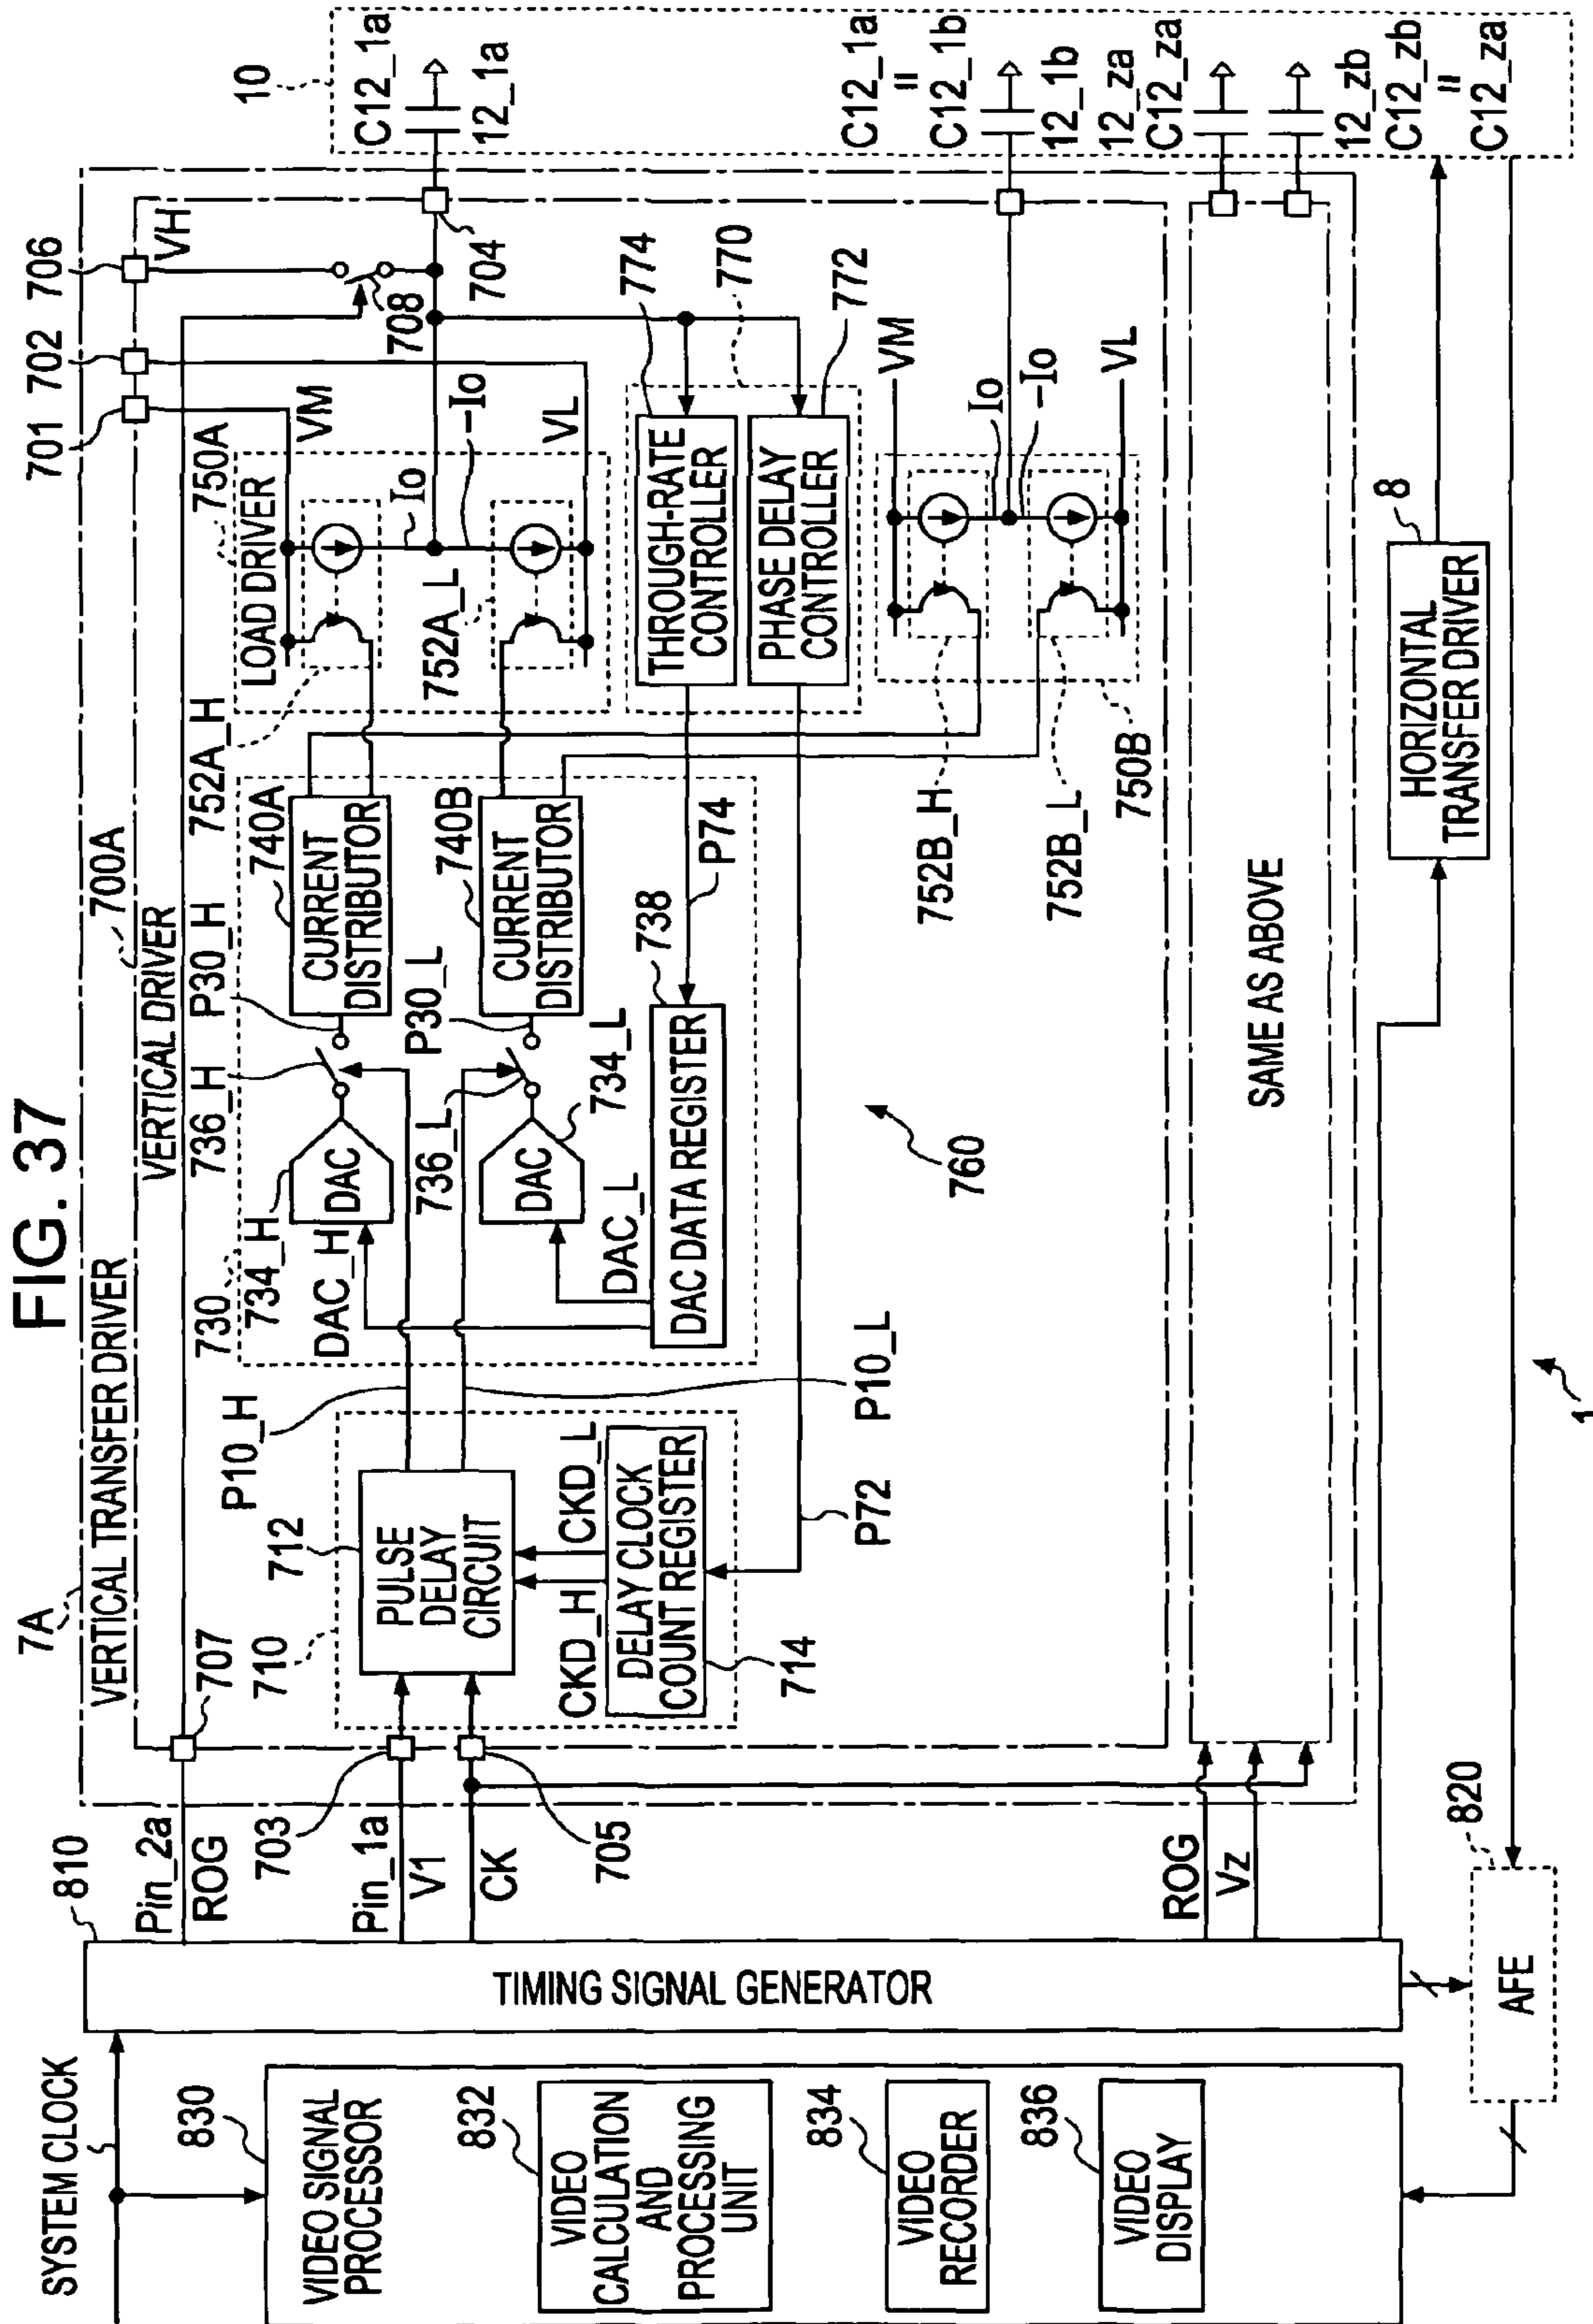 FIG. 37
7A
VERTICAL TRANSFER DRIVER
VERTICAL DRIVER
700A
701
702
706
VH
10
C12_1a
12_1a
704
708
SYSTEM CLOCK
810
Pin_2a
ROG
707
Pin_1a
V1
703
CK
705
TIMING SIGNAL GENERATOR
830
VIDEO SIGNAL
PROCESSOR
832
VIDEO
CALCULATION
AND
PROCESSING
UNIT
834
VIDEO
RECORDER
836
VIDEO
DISPLAY
710
712
PULSE
DELAY
CIRCUIT
CKD_H
CKD_L
DELAY CLOCK
COUNT REGISTER
714
P10_H
P10_L
P72
730
734_H
DAC_H
DAC
736_H
P30_H
740A
CURRENT
DISTRIBUTOR
736_L
P30_L
DAC
734_L
DAC_L
740B
CURRENT
DISTRIBUTOR
DAC DATA REGISTER
738
P74
760
752A_H
LOAD DRIVER
750A
VM
Io
752A_L
-Io
VL
THROUGH-RATE
CONTROLLER
774
770
PHASE DELAY
CONTROLLER
772
VM
Io
-Io
VL
752B_H
752B_L
750B
C12_1a
=
C12_1b
12_1b
12_za
C12_za
12_zb
C12_zb
=
C12_za
ROG
Vz
SAME AS ABOVE
8
HORIZONTAL
TRANSFER DRIVER
820
AFE
1